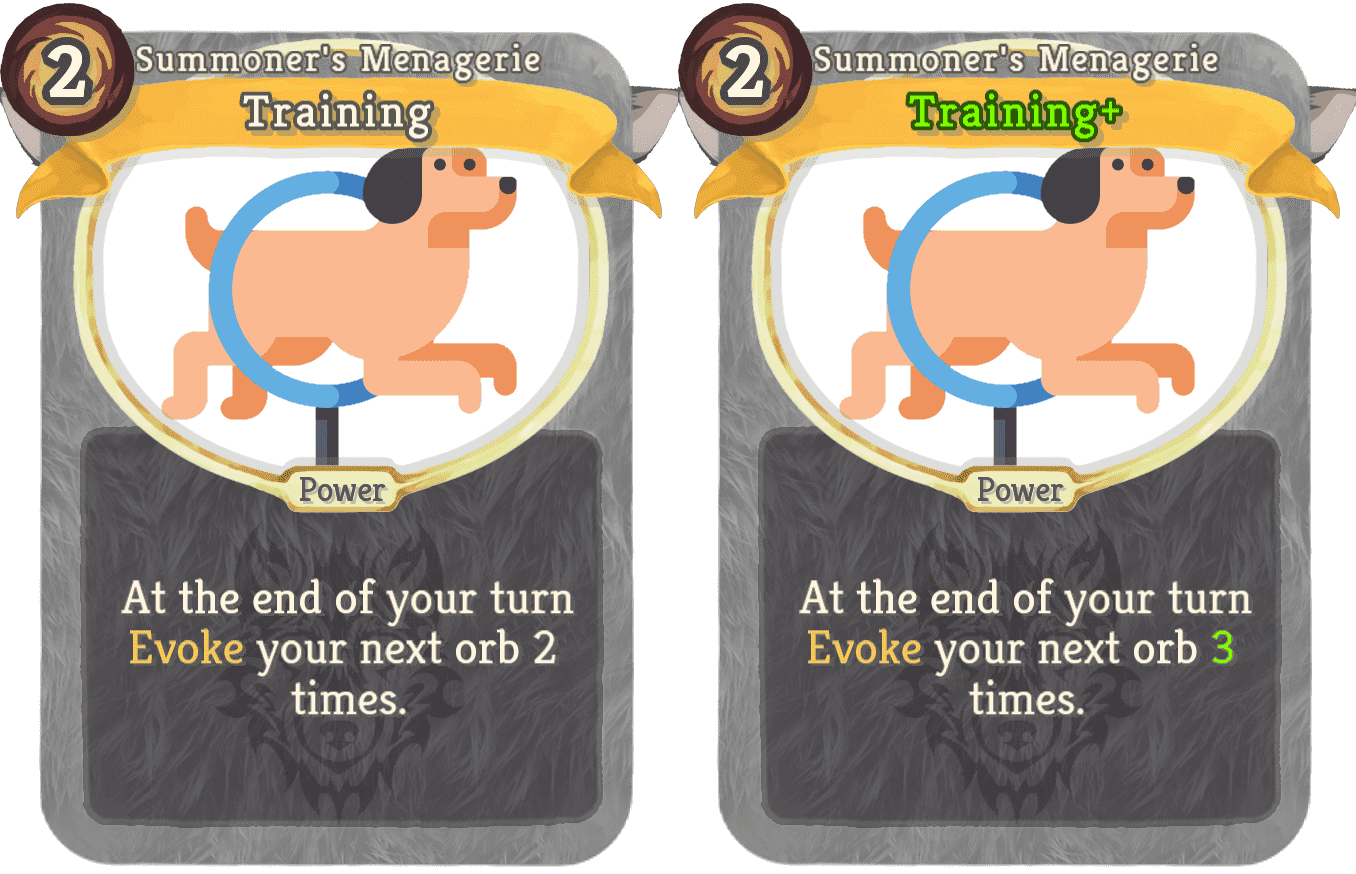 2
Summoner's Menagerie
Training
Power
At the end of your turn
Evoke your next orb 2
times.
2
Summoner's Menagerie
Training+
Power
At the end of your turn
Evoke your next orb 3
times.